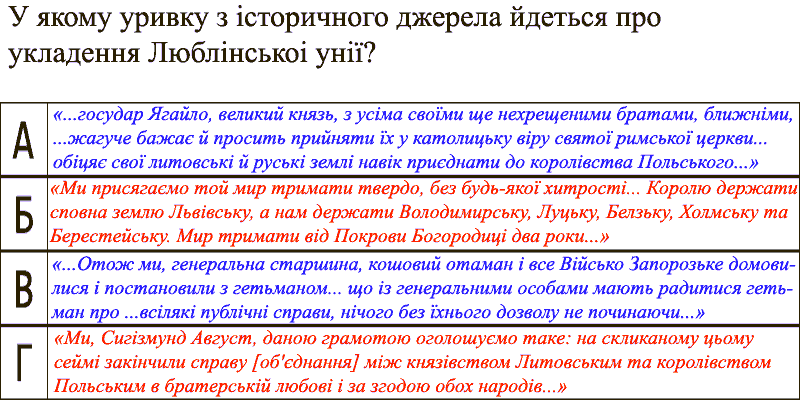 У якому уривку з історичного джерела йдеться про
укладення Люблінської унії?
А
«...государ Ягайло, великий князь, з усіма своїми ще нехрещеними братами, ближніми,
...жагуче бажає й просить прийняти їх у католицьку віру святої римської церкви...
обіцяє свої литовські й руські землі навік приєднати до королівства Польського...»
Б
«Ми присягаємо той мир тримати твердо, без будь-якої хитрості... Королю держати
сповна землю Львівську, а нам держати Володимирську, Луцьку, Белзьку, Холмську та
Берестейську. Мир тримати від Покрови Богородиці два роки...»
В
«...Отож ми, генеральна старшина, кошовий отаман і все Військо Запорозьке домови-
лися і постановили з гетьманом... що із генеральними особами мають радитися геть-
ман про ...всілякі публічні справи, нічого без їхнього дозволу не починаючи...»
Г
«Ми, Сигізмунд Август, даною грамотою оголошуємо таке: на скликаному цьому
сеймі закінчили справу [об'єднання] між князівством Литовським та королівством
Польським в братерській любові і за згодою обох народів...»